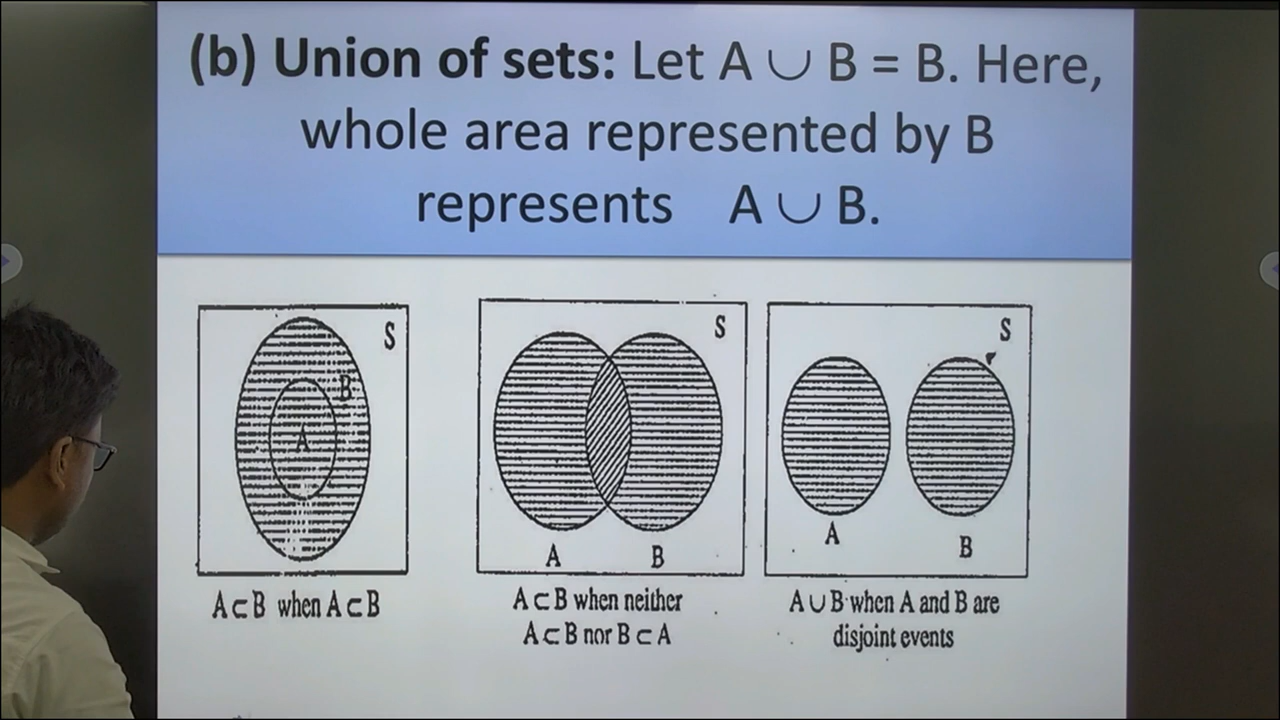 (b) Union of sets: Let A ∪ B = B. Here,
whole area represented by B
represents A ∪ B.
S
B
A
A⊂B when A⊂B
S
A B
A⊂B when neither
A⊂B nor B⊂A
S
A
B
A∪B when A and B are
disjoint events